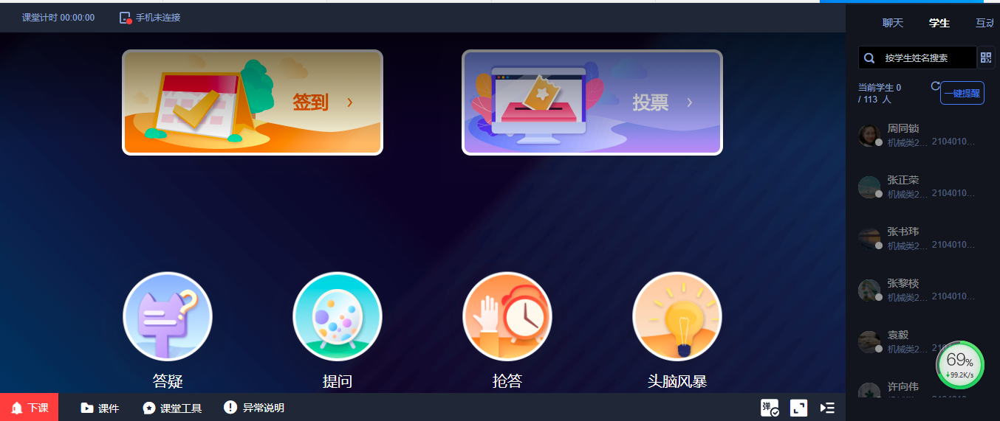 课堂计时 00:00:00
手机未连接
签到
投票
答疑
提问
抢答
头脑风暴
下课
课件
课堂工具
异常说明
弹
聊天
学生
互动
按学生姓名搜索
当前学生 0
/ 113 人
一键提醒
周同锁
机械类2... 2104010...
张正荣
机械类2... 2104010...
张书玮
机械类2... 2104010...
张黎棪
机械类2... 2104010...
袁毅
机械类2...
69%
↓99.2K/s
许向伟